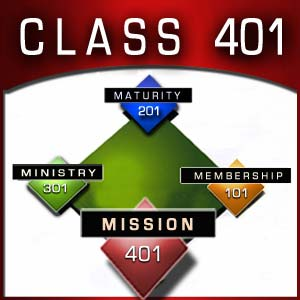 CLASS 401
MATURITY
201
MINISTRY
301
MEMBERSHIP
101
MISSION
401